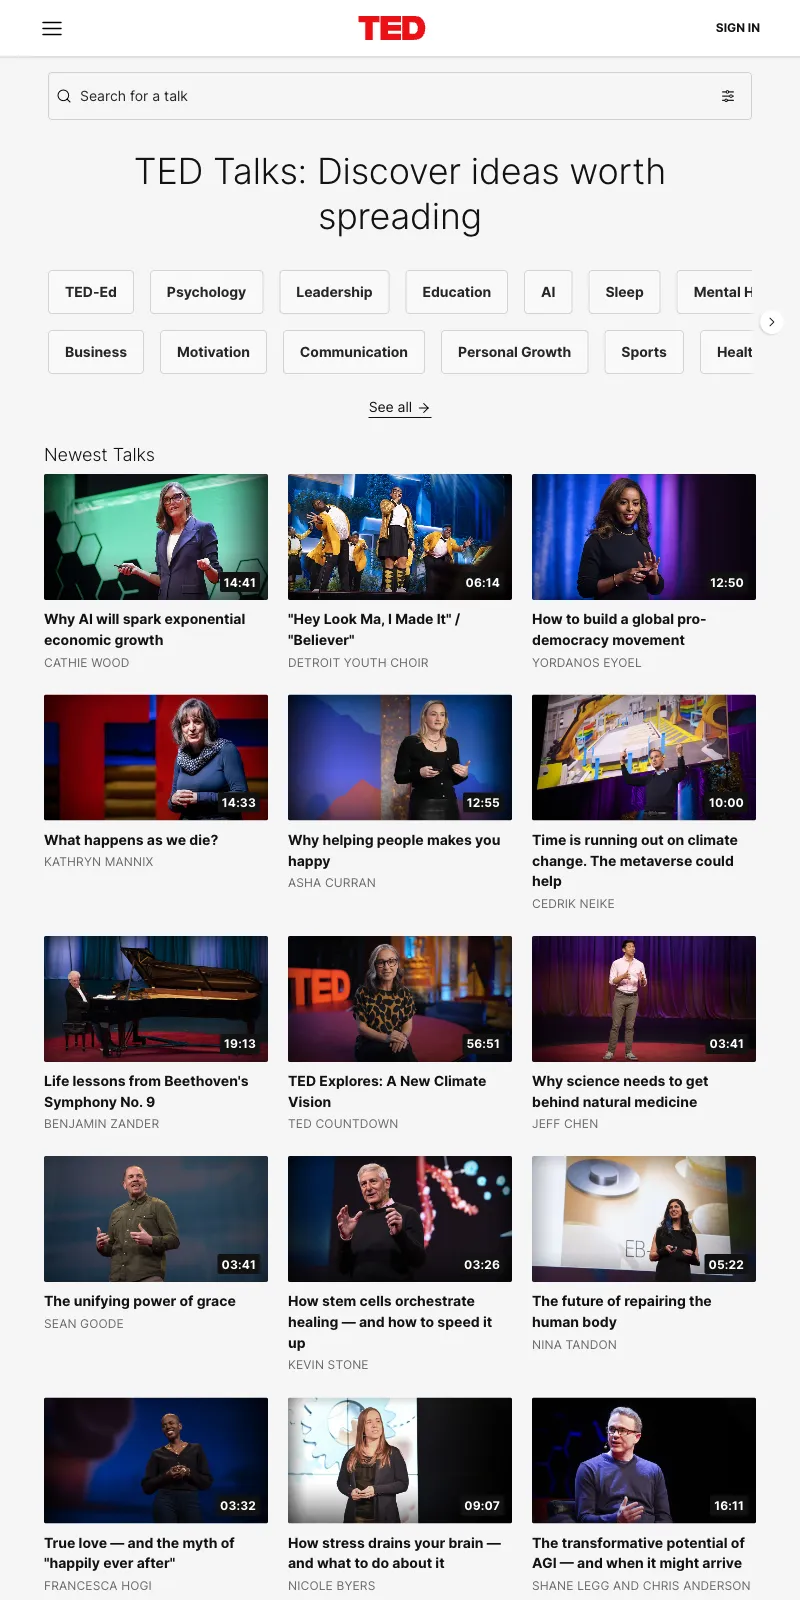 TED
SIGN IN
Search for a talk
TED Talks: Discover ideas worth
spreading
TED-Ed
Psychology
Leadership
Education
AI
Sleep
Mental H
Business
Motivation
Communication
Personal Growth
Sports
Healt
See all
Newest Talks
14:41
06:14
12:50
Why AI will spark exponential
economic growth
CATHIE WOOD
"Hey Look Ma, I Made It" /
"Believer"
DETROIT YOUTH CHOIR
How to build a global pro-
democracy movement
YORDANOS EYOEL
14:33
12:55
10:00
What happens as we die?
KATHRYN MANNIX
Why helping people makes you
happy
ASHA CURRAN
Time is running out on climate
change. The metaverse could
help
CEDRIK NEIKE
19:13
TED
56:51
03:41
Life lessons from Beethoven's
Symphony No. 9
BENJAMIN ZANDER
TED Explores: A New Climate
Vision
TED COUNTDOWN
Why science needs to get
behind natural medicine
JEFF CHEN
03:41
03:26
EB-
05:22
The unifying power of grace
SEAN GOODE
How stem cells orchestrate
healing — and how to speed it
up
KEVIN STONE
The future of repairing the
human body
NINA TANDON
03:32
09:07
16:11
True love — and the myth of
"happily ever after"
FRANCESCA HOGI
How stress drains your brain —
and what to do about it
NICOLE BYERS
The transformative potential of
AGI — and when it might arrive
SHANE LEGG AND CHRIS ANDERSON